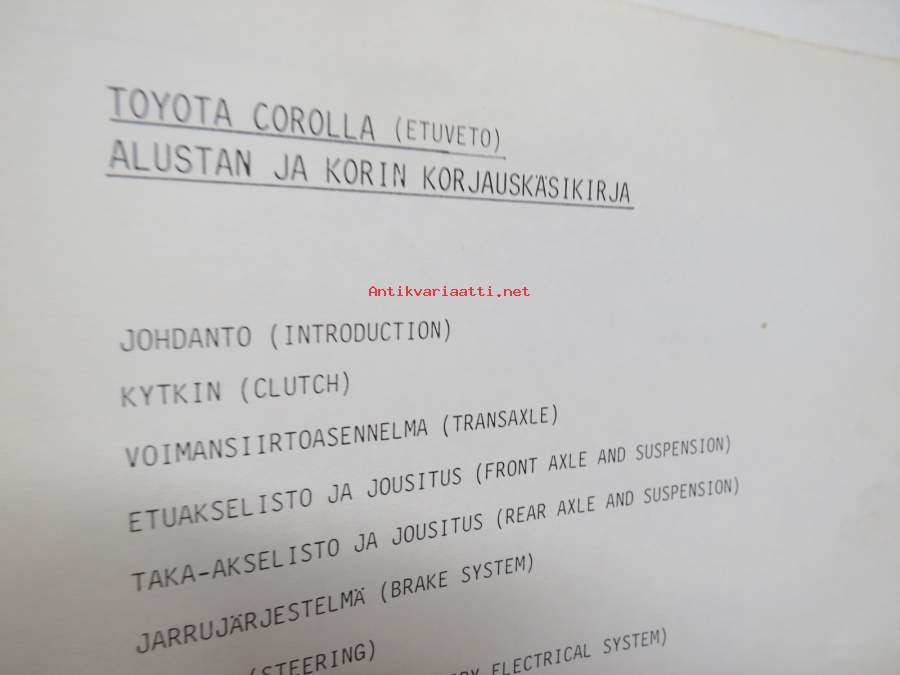 TOYOTA COROLLA (ETUVETO)
ALUSTAN JA KORIN KORJAUSKÄSIKIRJA
Antikvariaatti.net
JOHDANTO (INTRODUCTION)
KYTKIN (CLUTCH)
VOIMANSIIRTOASENNELMA (TRANSAXLE)
ETUAKSELISTO JA JOUSITUS (FRONT AXLE AND SUSPENSION)
TAKA-AKSELISTO JA JOUSITUS (REAR AXLE AND SUSPENSION)
JARRUJÄRJESTELMÄ (BRAKE SYSTEM)
(STEERING)
ELECTRICAL SYSTEM)